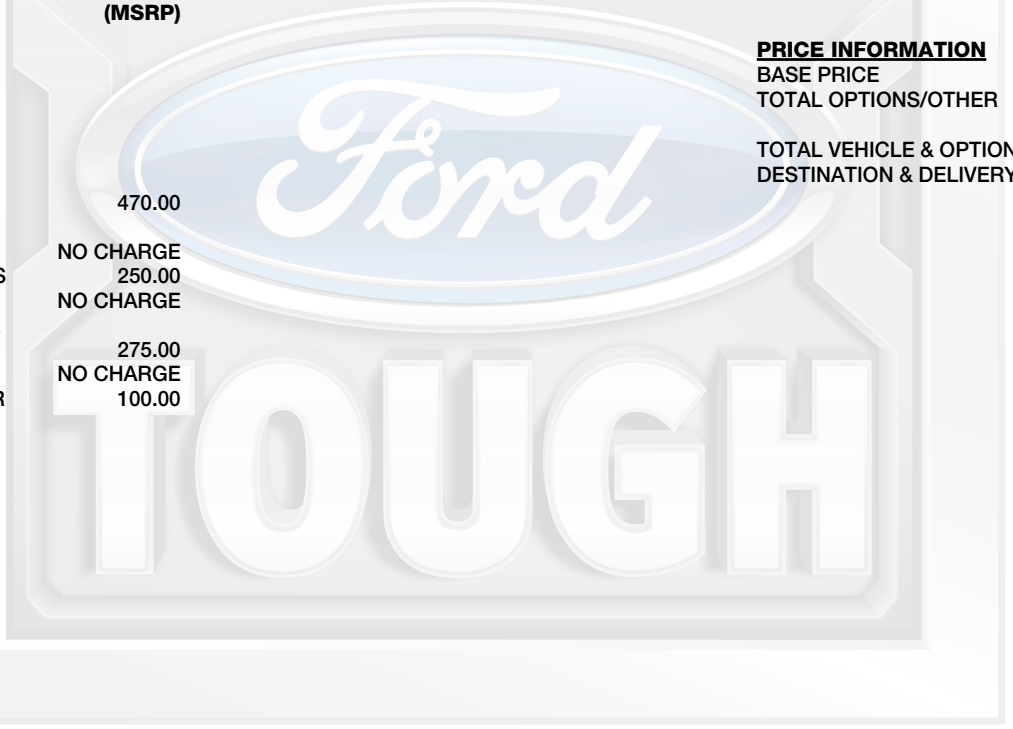 (MSRP)
470.00
NO CHARGE
S 250.00
NO CHARGE
275.00
NO CHARGE
R 100.00
PRICE INFORMATION
BASE PRICE
TOTAL OPTIONS/OTHER
TOTAL VEHICLE & OPTION
DESTINATION & DELIVERY
Ford
TOUGH